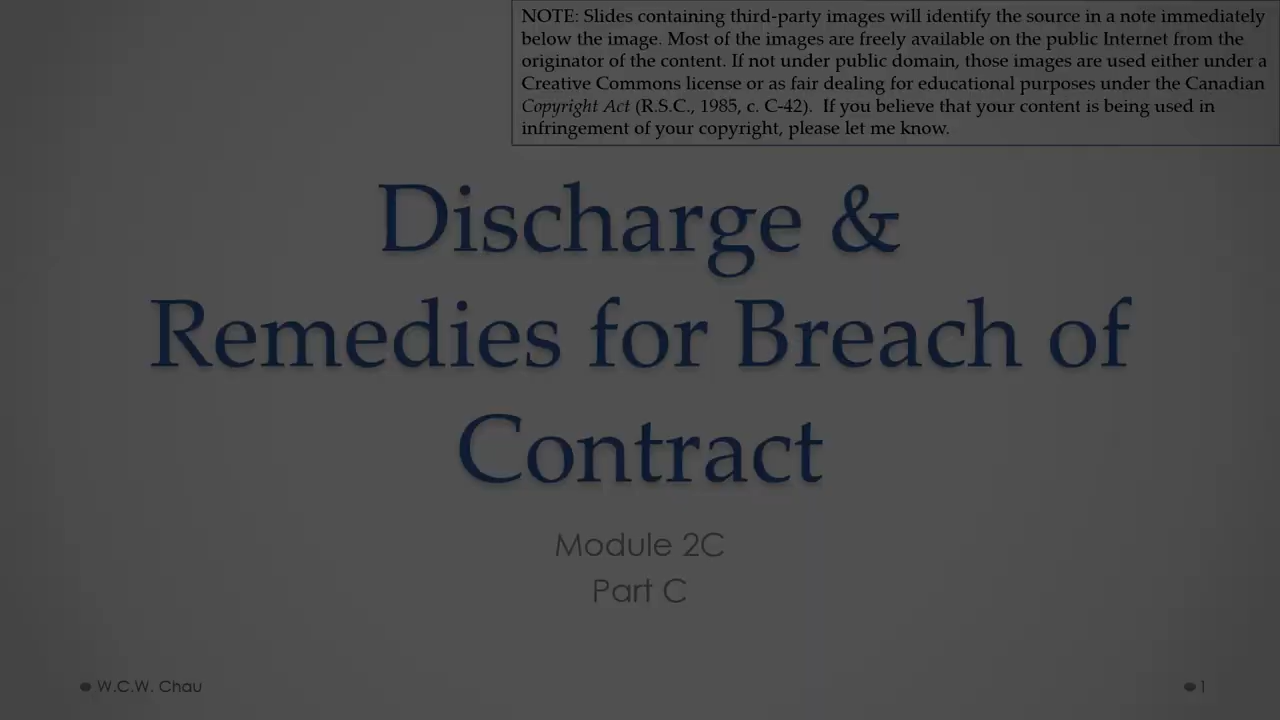 NOTE: Slides containing third-party images will identify the source in a note immediately
below the image. Most of the images are freely available on the public Internet from the
originator of the content. If not under public domain, those images are used either under a
Creative Commons license or as fair dealing for educational purposes under the Canadian
Copyright Act (R.S.C., 1985, c. C-42). If you believe that your content is being used in
infringement of your copyright, please let me know.
Discharge &
Remedies for Breach of
Contract
Module 2C
Part C
W.C.W. Chau
1